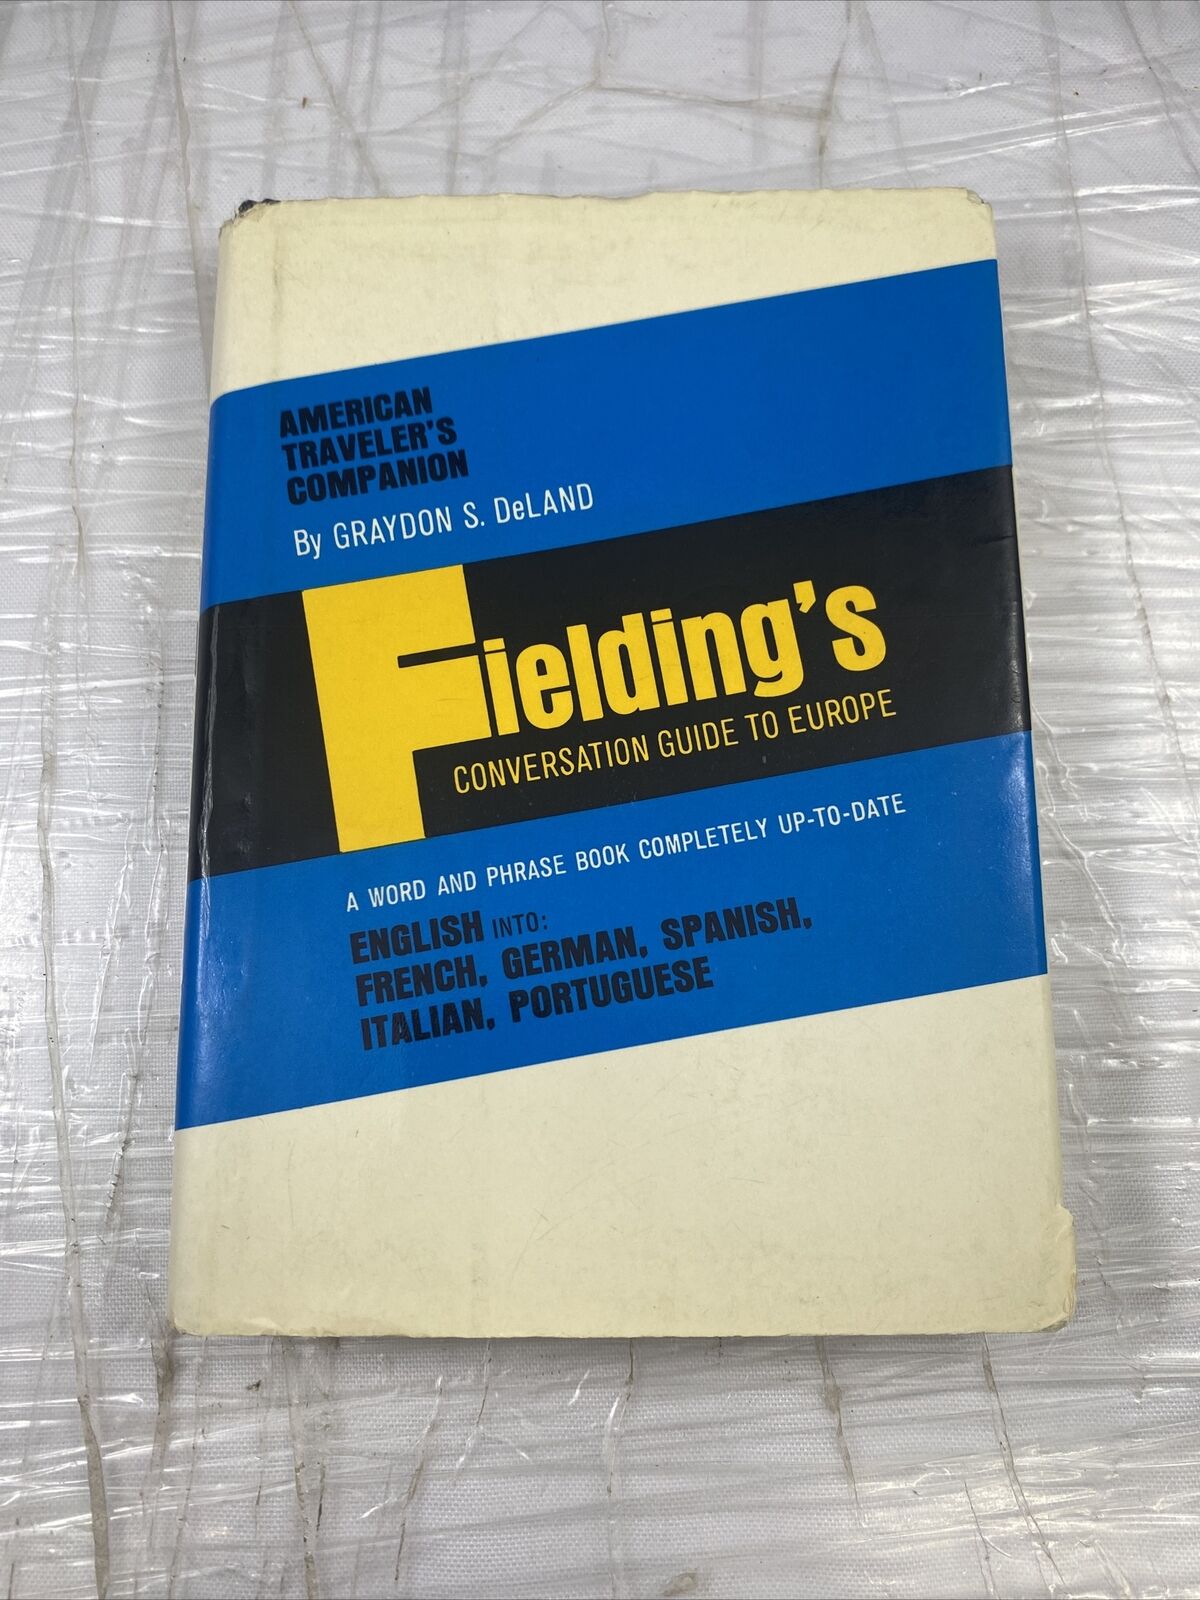 AMERICAN
TRAVELER'S
COMPANION
By GRAYDON S. DeLAND
Fielding's
CONVERSATION GUIDE TO EUROPE
A WORD AND PHRASE BOOK COMPLETELY UP-TO-DATE
ENGLISH INTO:
FRENCH, GERMAN, SPANISH,
ITALIAN, PORTUGUESE